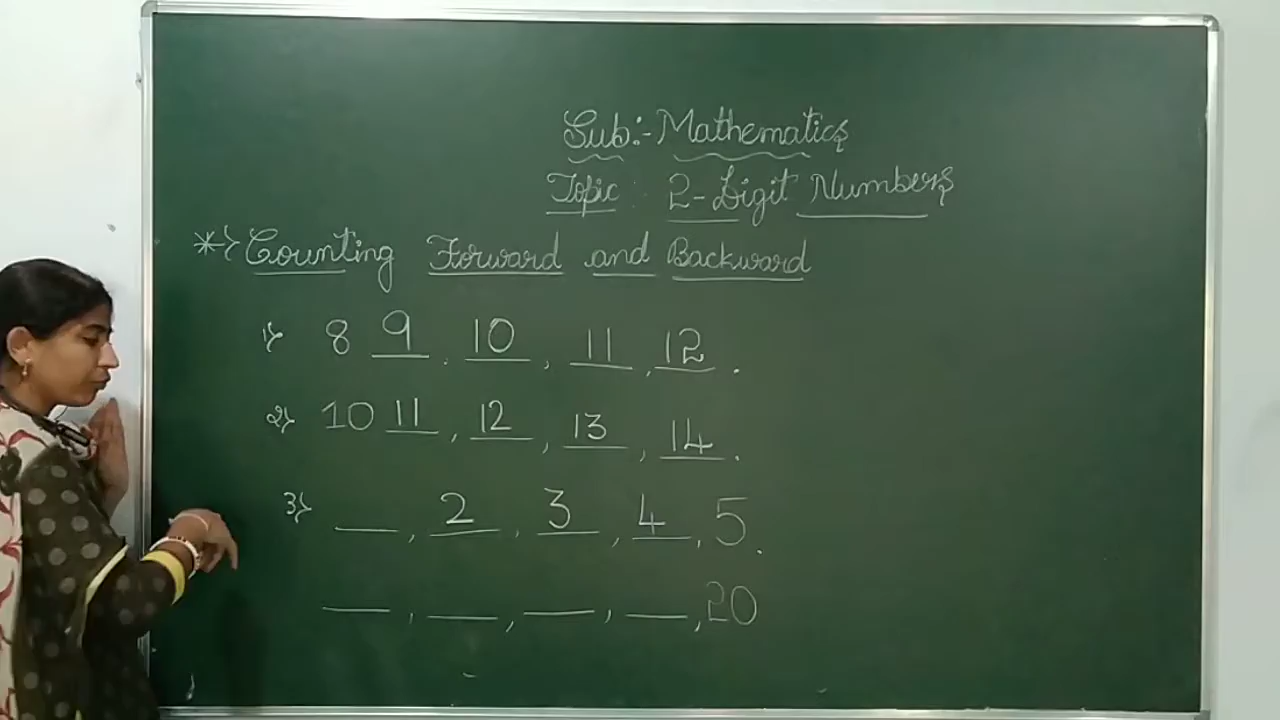 Sub:- Mathematics
Topic : 2-Digit Numbers
*} Counting Forward and Backward
1} 8 9 , 10 , 11 , 12 .
2} 10 11 , 12 , 13 , 14 .
3} __ , 2 , 3 , 4 , 5 .
__ , __ , __ , __ , 20